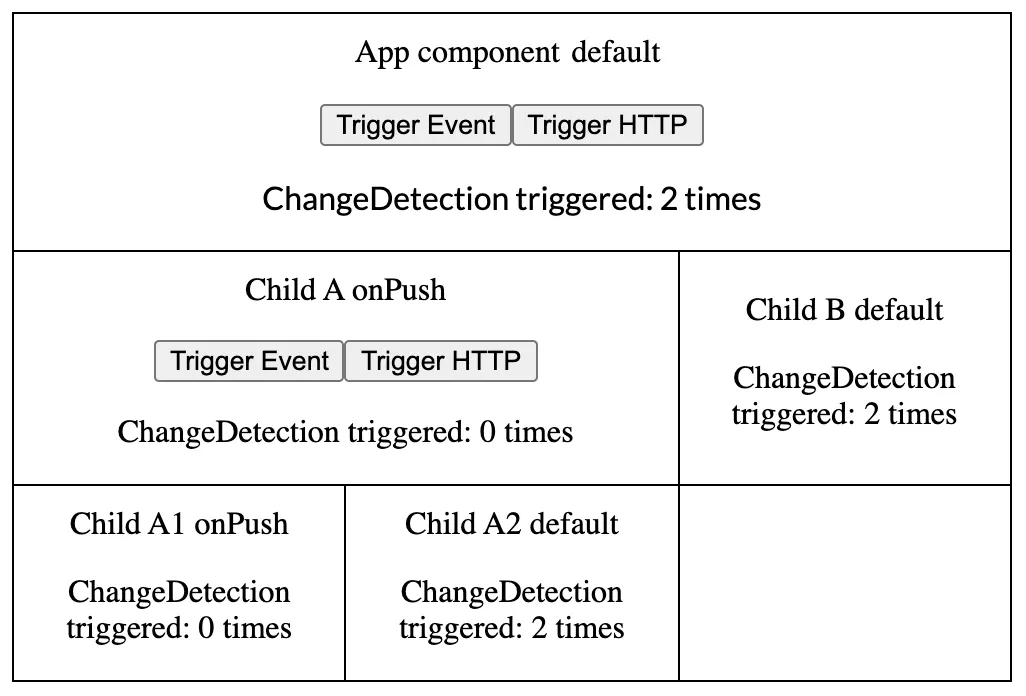 App component default
Trigger Event Trigger HTTP
ChangeDetection triggered: 2 times
Child A onPush
Trigger Event Trigger HTTP
ChangeDetection triggered: 0 times
Child B default
ChangeDetection
triggered: 2 times
Child A1 onPush
ChangeDetection
triggered: 0 times
Child A2 default
ChangeDetection
triggered: 2 times